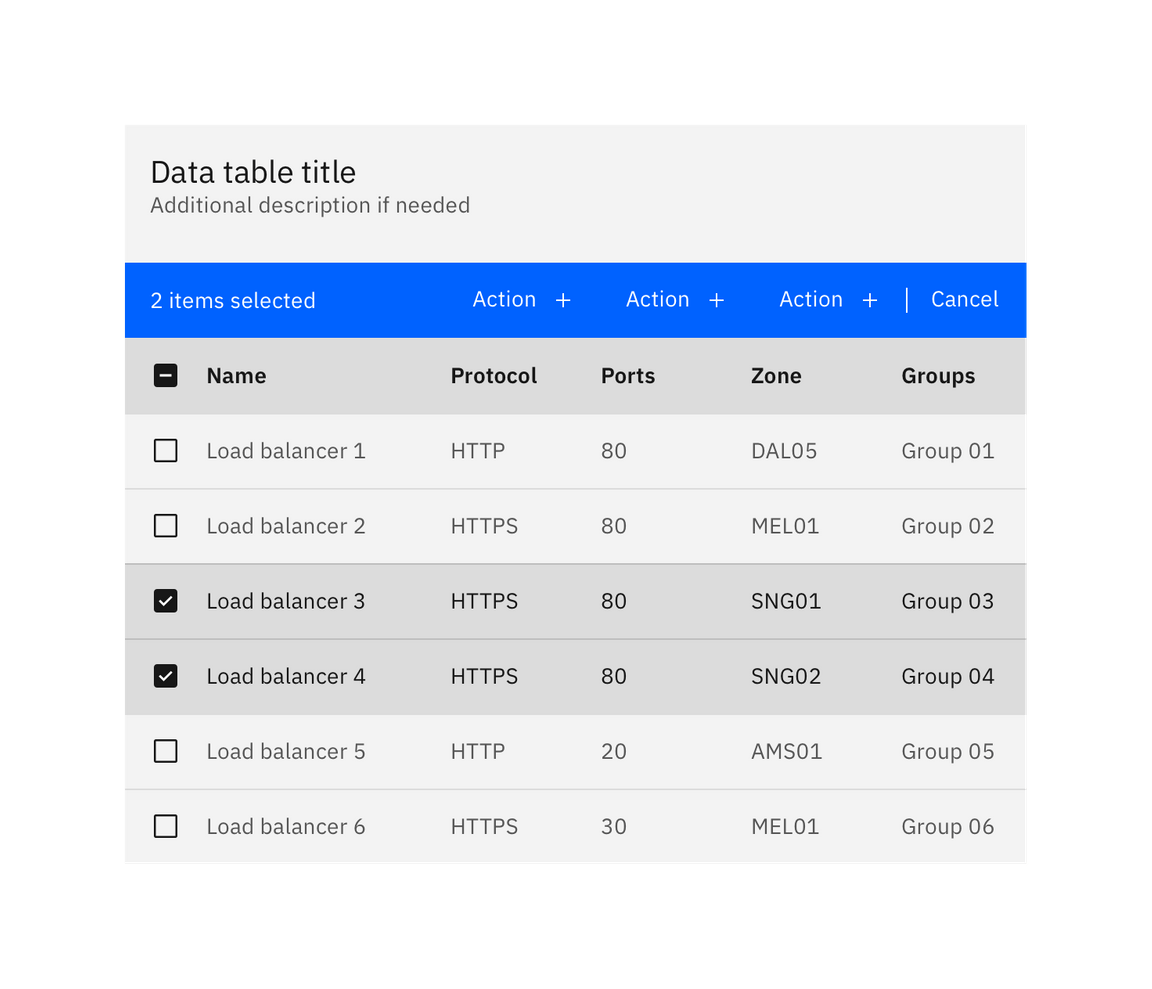 Data table title
Additional description if needed
2 items selected Action + Action + Action + | Cancel
Name Protocol Ports Zone Groups
Load balancer 1 HTTP 80 DAL05 Group 01
Load balancer 2 HTTPS 80 MEL01 Group 02
Load balancer 3 HTTPS 80 SNG01 Group 03
Load balancer 4 HTTPS 80 SNG02 Group 04
Load balancer 5 HTTP 20 AMS01 Group 05
Load balancer 6 HTTPS 30 MEL01 Group 06